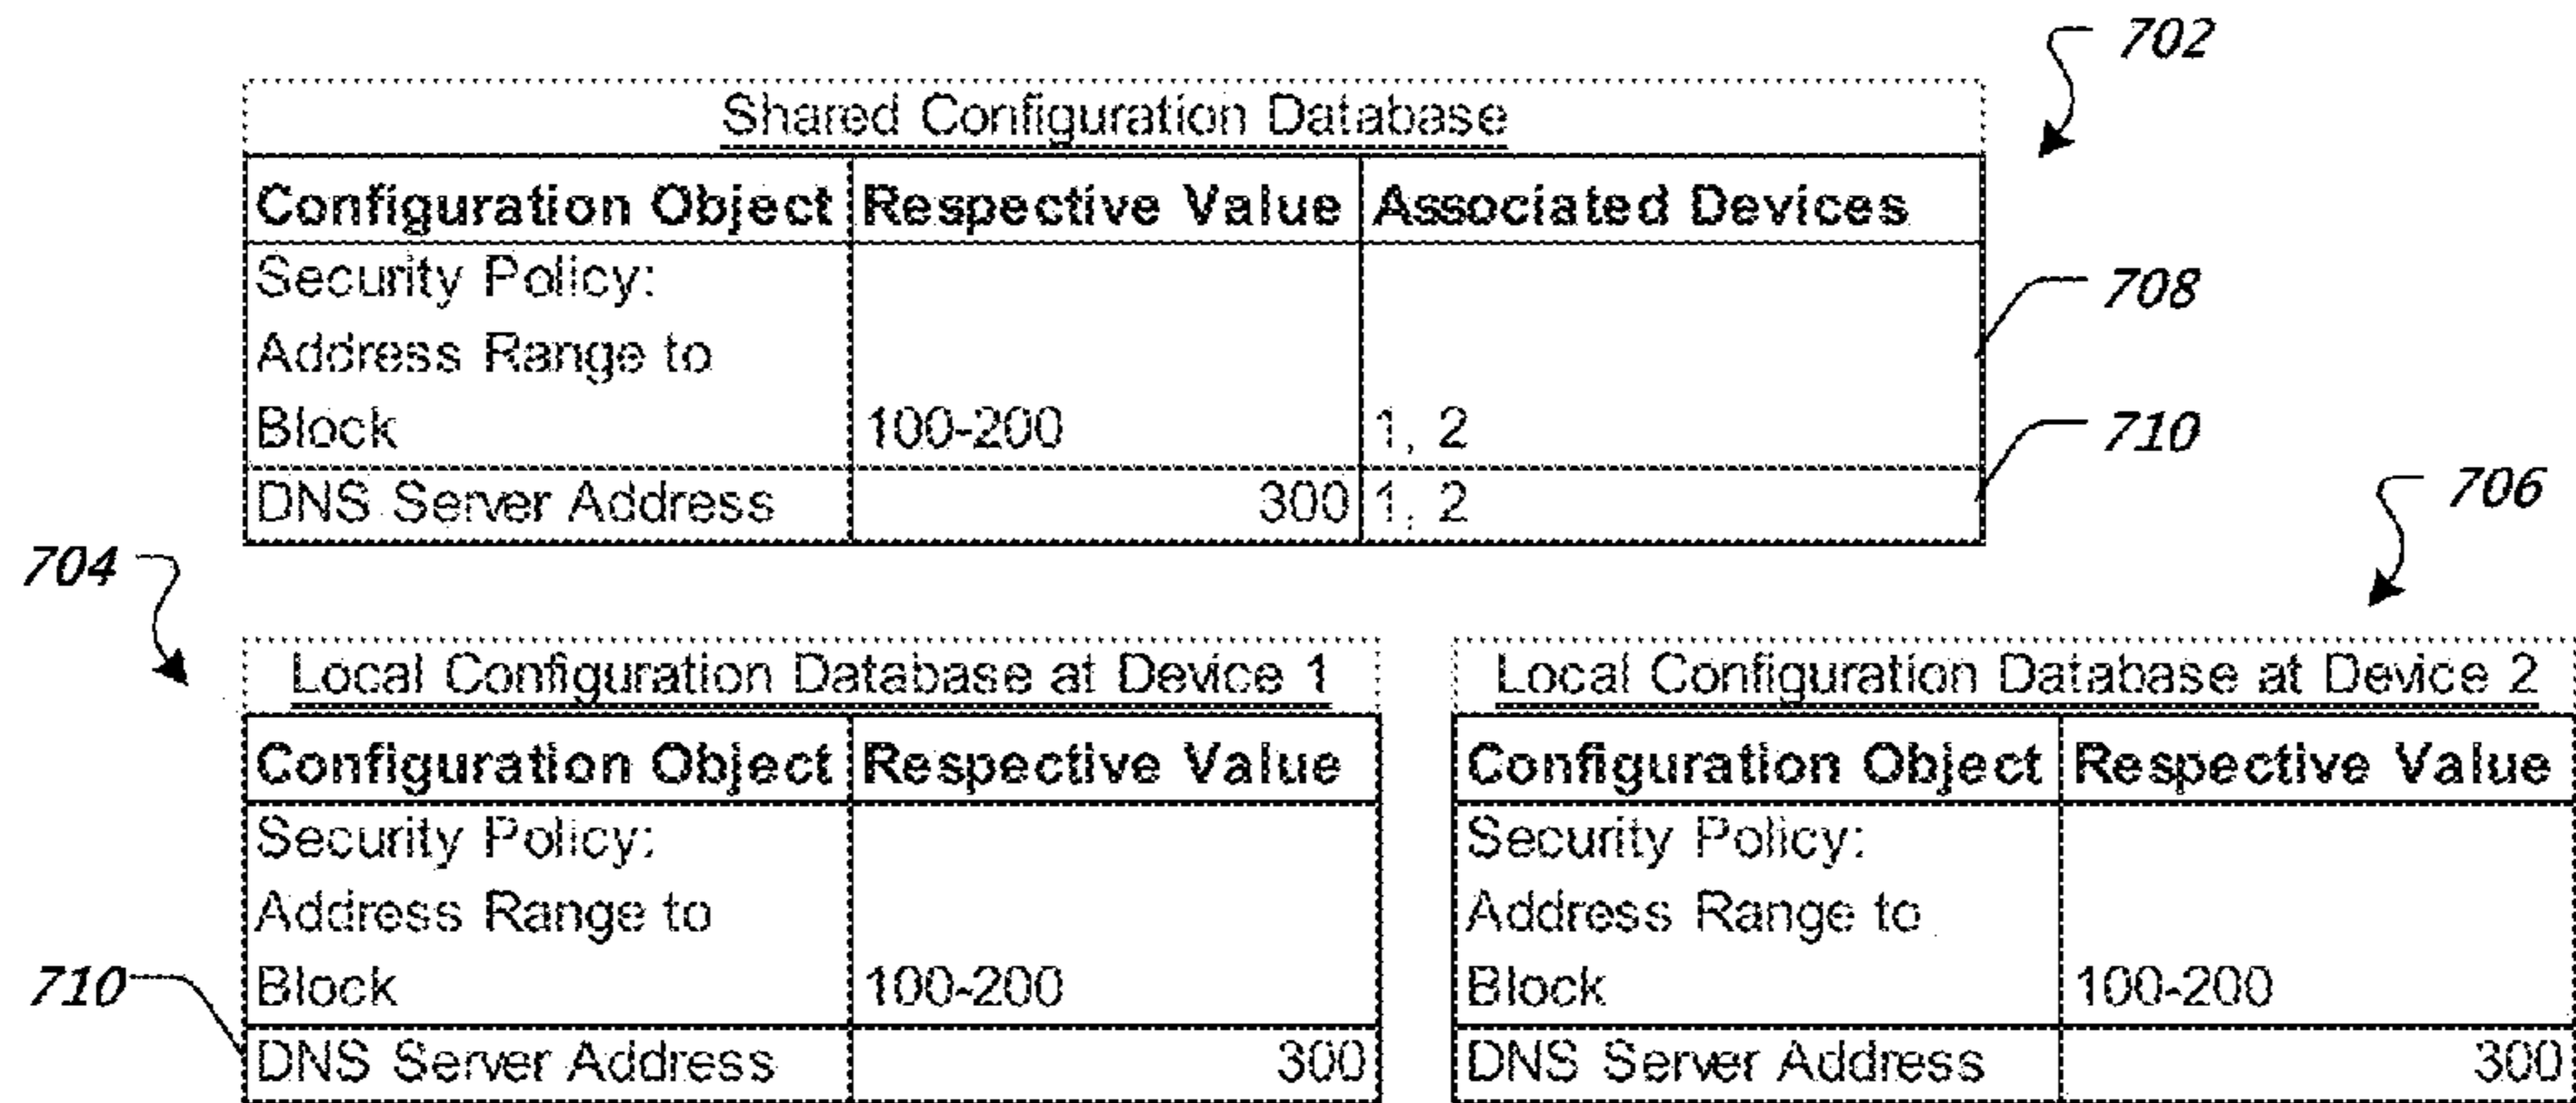 702
Shared Configuration Database
Configuration Object Respective Value Associated Devices
Security Policy:
Address Range to
Block 100-200 1, 2
708
DNS Server Address 300 1, 2
710
704
706
Local Configuration Database at Device 1
Configuration Object Respective Value
Security Policy:
Address Range to
Block 100-200
710
DNS Server Address 300
Local Configuration Database at Device 2
Configuration Object Respective Value
Security Policy:
Address Range to
Block 100-200
DNS Server Address 300